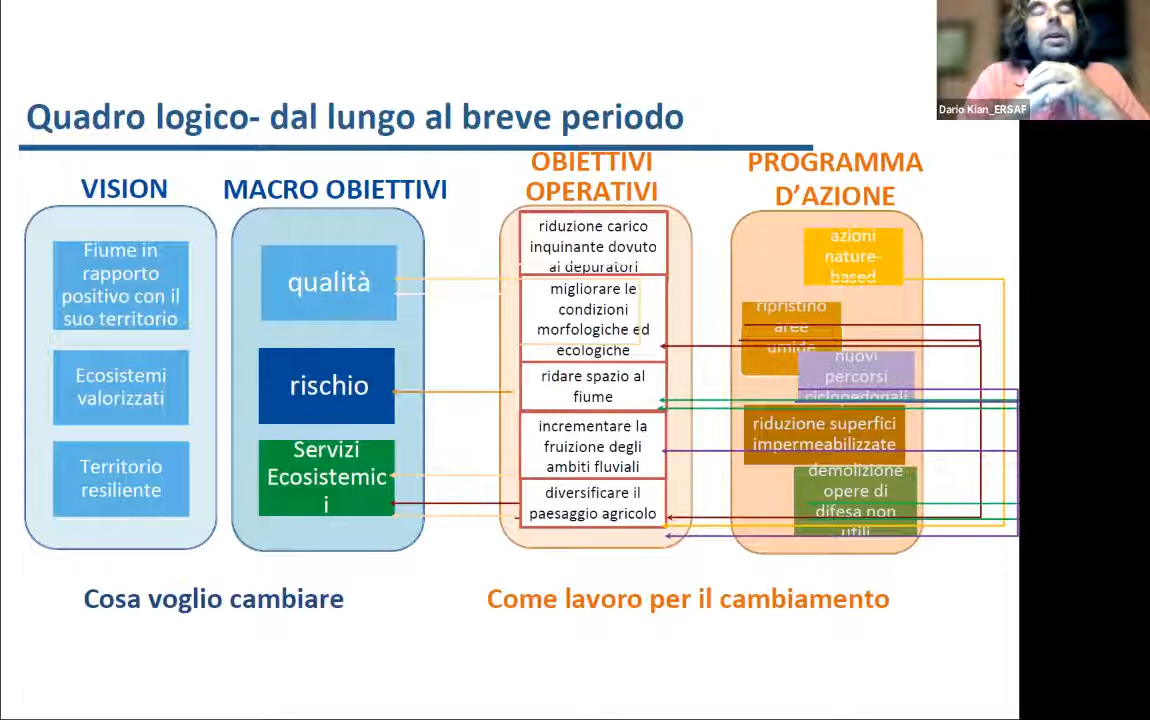 Dario Kian_ERSAF
Quadro logico- dal lungo al breve periodo
VISION
MACRO OBIETTIVI
OBIETTIVI
OPERATIVI
PROGRAMMA
D'AZIONE
Fiume in
rapporto
positivo con il
suo territorio
Ecosistemi
valorizzati
Territorio
resiliente
qualità
rischio
Servizi
Ecosistemic
i
riduzione carico
inquinante dovuto
ai depuratori
migliorare le
condizioni
morfologiche ed
ecologiche
ridare spazio al
fiume
incrementare la
fruizione degli
ambiti fluviali
diversificare il
paesaggio agricolo
azioni
nature-
based
ripristino
aree
umide
nuovi
percorsi
ciclopedonali
riduzione superfici
impermeabilizzate
demolizione
opere di
difesa non
utili
Cosa voglio cambiare
Come lavoro per il cambiamento